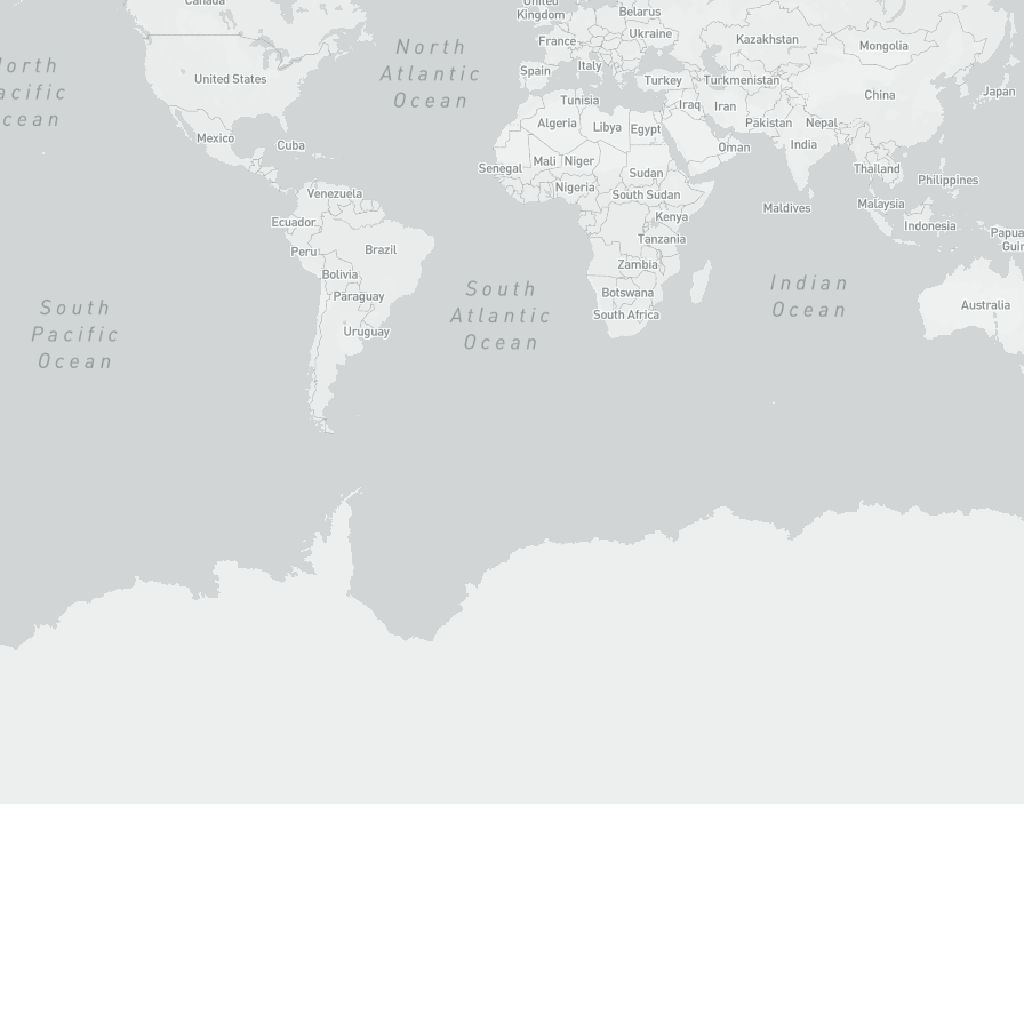 Canada
United
Kingdom
Belarus
Ukraine
France
Kazakhstan
Mongolia
North
Atlantic
Ocean
orth
acific
cean
United States
Spain
Italy
Turkey
Turkmenistan
China
Japan
Tunisia
Iraq
Iran
Algeria
Libya
Egypt
Pakistan
Nepal
Mexico
Cuba
Oman
India
Senegal
Mali
Niger
Sudan
Thailand
Philippines
Nigeria
South Sudan
Venezuela
Malaysia
Maldives
Ecuador
Kenya
Indonesia
Papua
Guin
Tanzania
Peru
Brazil
Zambia
Bolivia
South
Atlantic
Ocean
Indian
Ocean
Botswana
Paraguay
South
Pacific
Ocean
South Africa
Australia
Uruguay